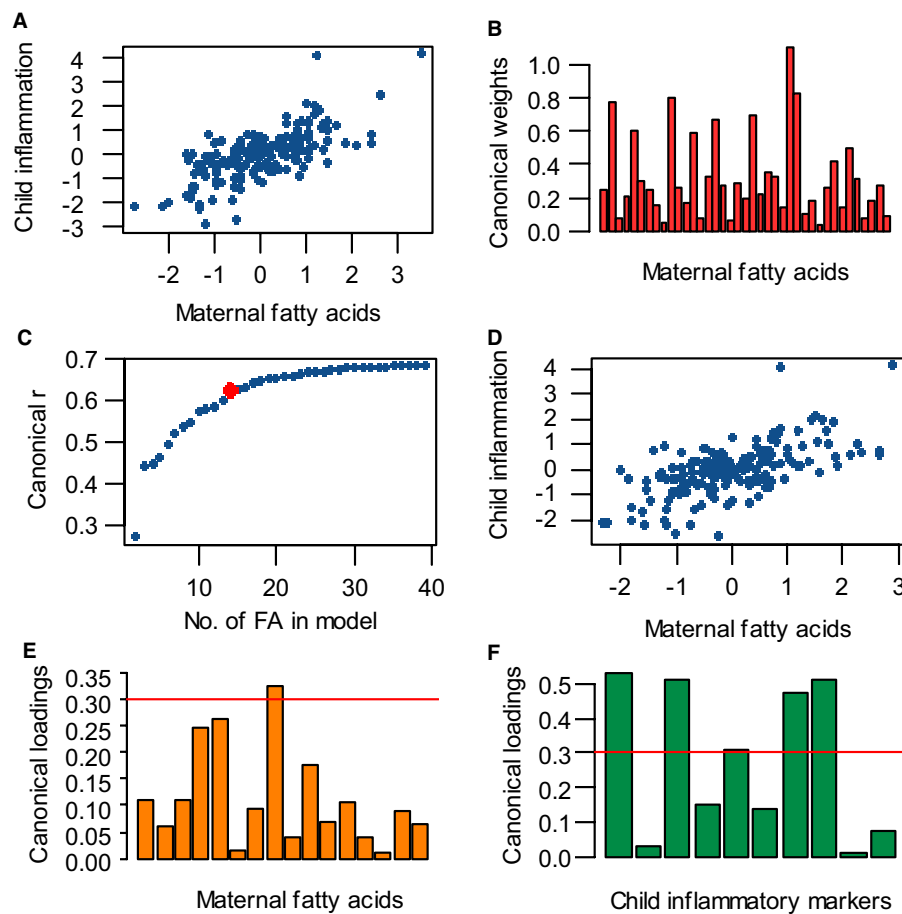 A
Child inflammation
4
3
2
1
0
-1
-2
-3
-2 -1 0 1 2 3
Maternal fatty acids
B
Canonical weights
1.0
0.8
0.6
0.4
0.2
0.0
Maternal fatty acids
C
Canonical r
0.7
0.6
0.5
0.4
0.3
10 20 30 40
No. of FA in model
D
Child inflammation
4
3
2
1
0
-1
-2
-2 -1 0 1 2 3
Maternal fatty acids
E
Canonical loadings
0.35
0.30
0.25
0.20
0.15
0.10
0.05
0.00
Maternal fatty acids
F
Canonical loadings
0.5
0.4
0.3
0.2
0.1
0.0
Child inflammatory markers